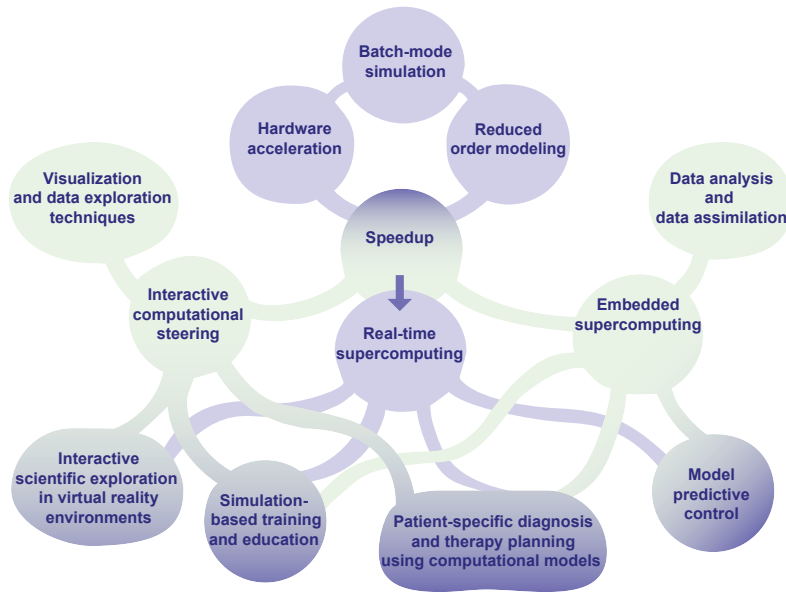 Batch-mode
simulation
Hardware
acceleration
Reduced
order modeling
Visualization
and data exploration
techniques
Data analysis
and
data assimilation
Speedup
Interactive
computational
steering
Embedded
supercomputing
Real-time
supercomputing
Interactive
scientific exploration
in virtual reality
environments
Simulation-
based training
and education
Patient-specific diagnosis
and therapy planning
using computational models
Model
predictive
control